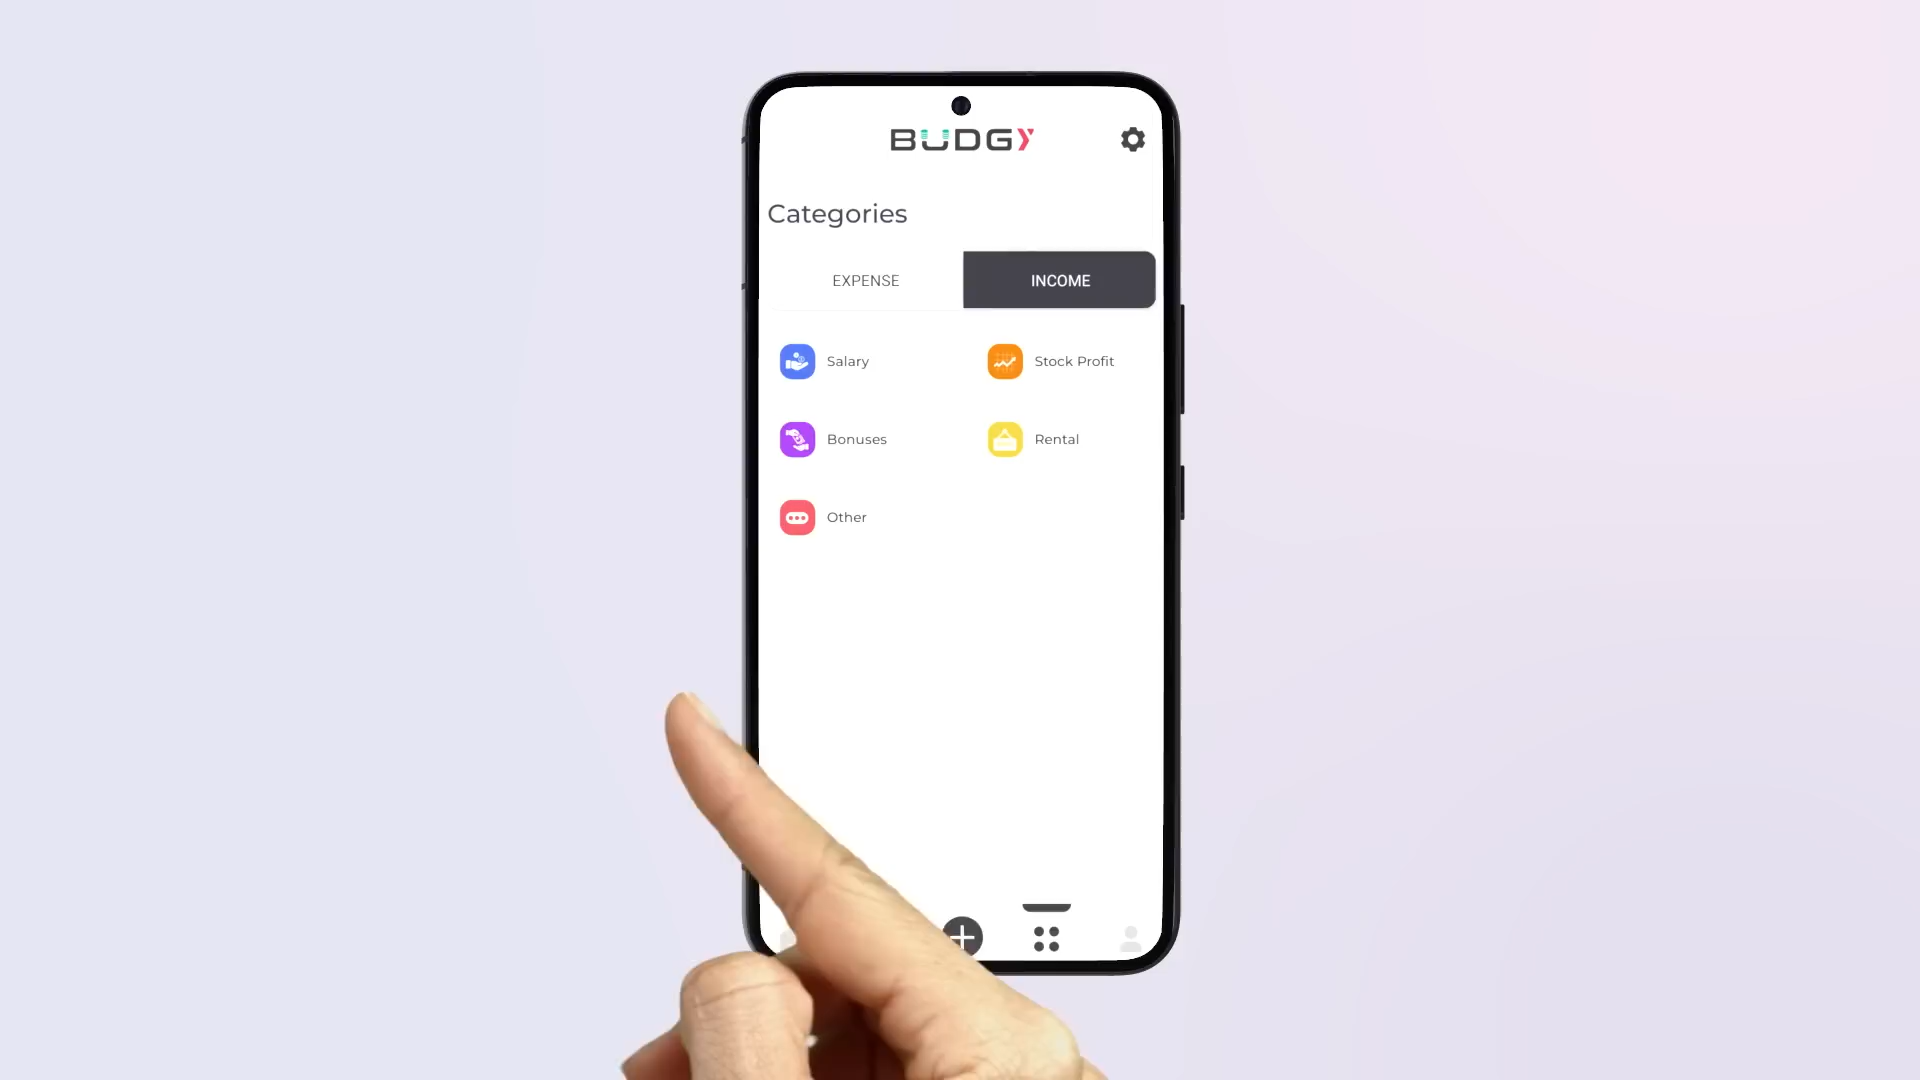 BUDGY
Categories
EXPENSE INCOME
Salary Stock Profit
Bonuses Rental
Other